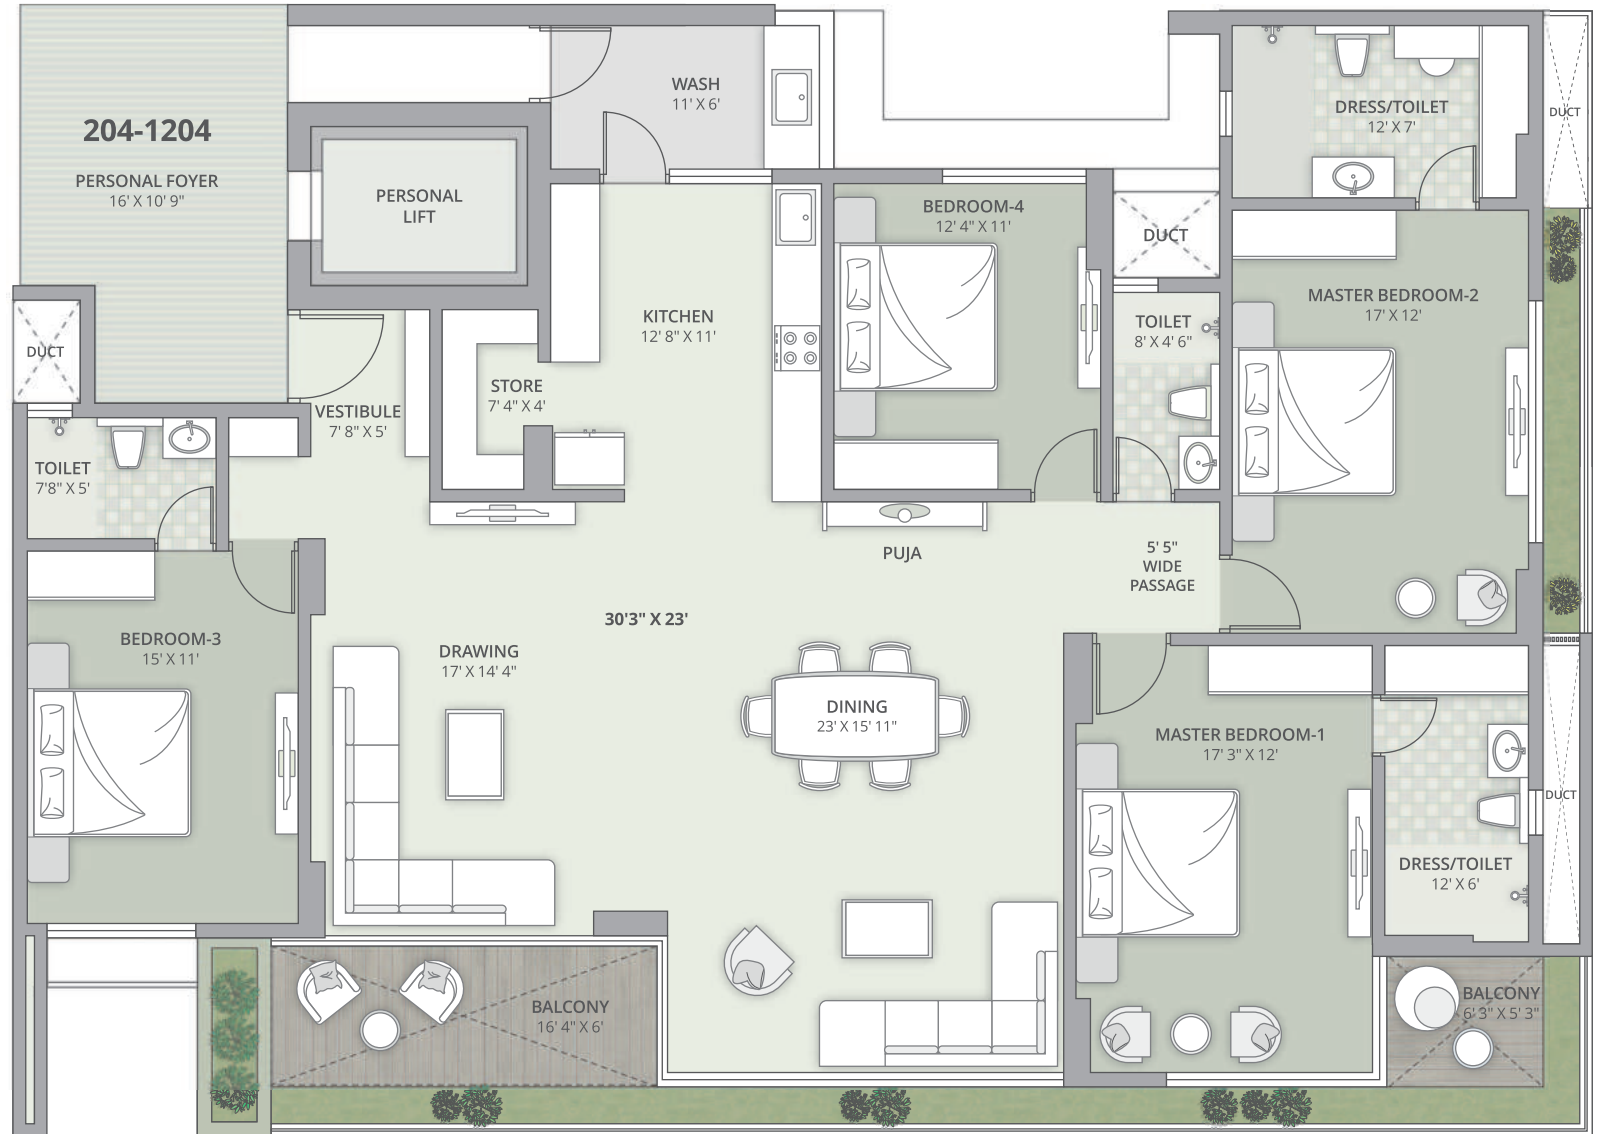 204-1204
PERSONAL FOYER
16' X 10' 9"
PERSONAL
LIFT
WASH
11' X 6'
DRESS/TOILET
12' X 7'
DUCT
BEDROOM-4
12' 4" X 11'
DUCT
KITCHEN
12' 8" X 11'
TOILET
8' X 4' 6"
MASTER BEDROOM-2
17' X 12'
DUCT
STORE
7' 4" X 4'
VESTIBULE
7' 8" X 5'
TOILET
7'8" X 5'
PUJA
5' 5"
WIDE
PASSAGE
30'3" X 23'
BEDROOM-3
15' X 11'
DRAWING
17' X 14' 4"
DINING
23' X 15' 11"
MASTER BEDROOM-1
17' 3" X 12'
DUCT
DRESS/TOILET
12' X 6'
BALCONY
16' 4" X 6'
BALCONY
6' 3" X 5' 3"